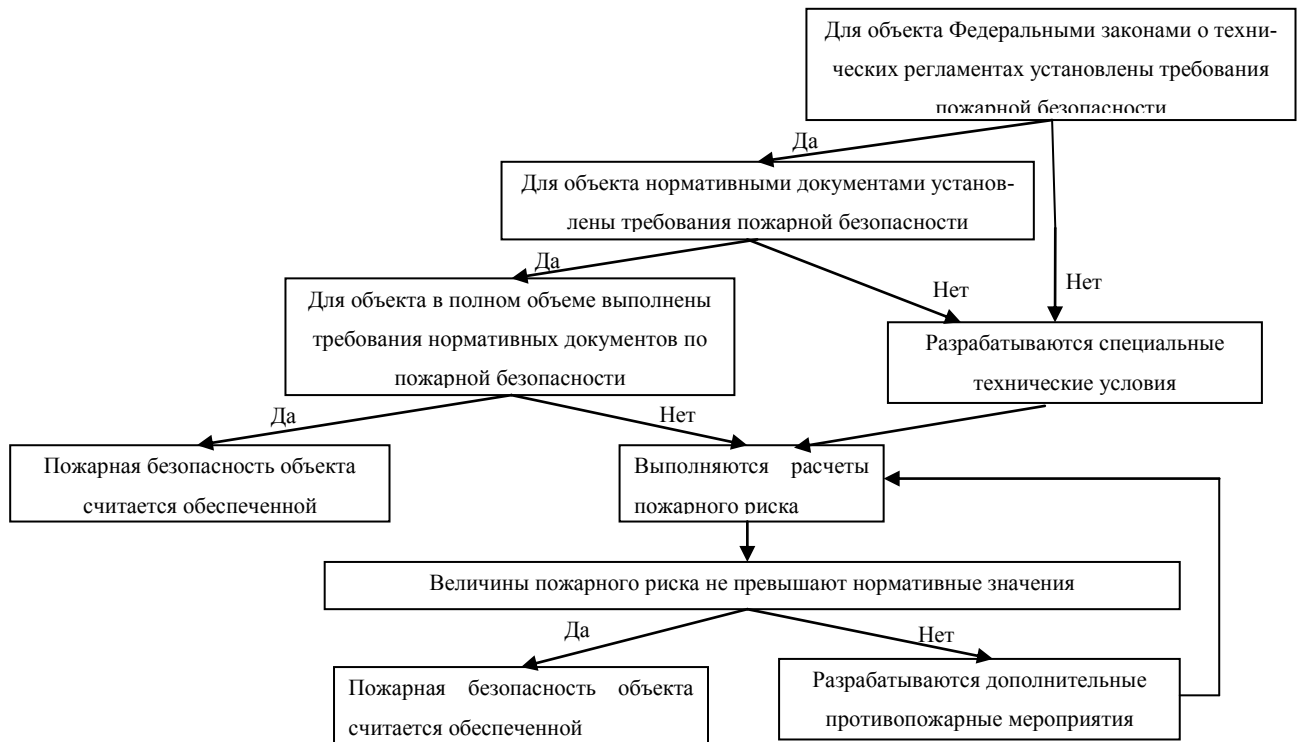 Для объекта Федеральными законами о техни-
ческих регламентах установлены требования
пожарной безопасности
Да
Для объекта нормативными документами установ-
лены требования пожарной безопасности
Да
Нет
Нет
Для объекта в полном объеме выполнены
требования нормативных документов по
пожарной безопасности
Разрабатываются специальные
технические условия
Да
Нет
Пожарная безопасность объекта
считается обеспеченной
Выполняются расчеты
пожарного риска
Величины пожарного риска не превышают нормативные значения
Да
Нет
Пожарная безопасность объекта
считается обеспеченной
Разрабатываются дополнительные
противопожарные мероприятия